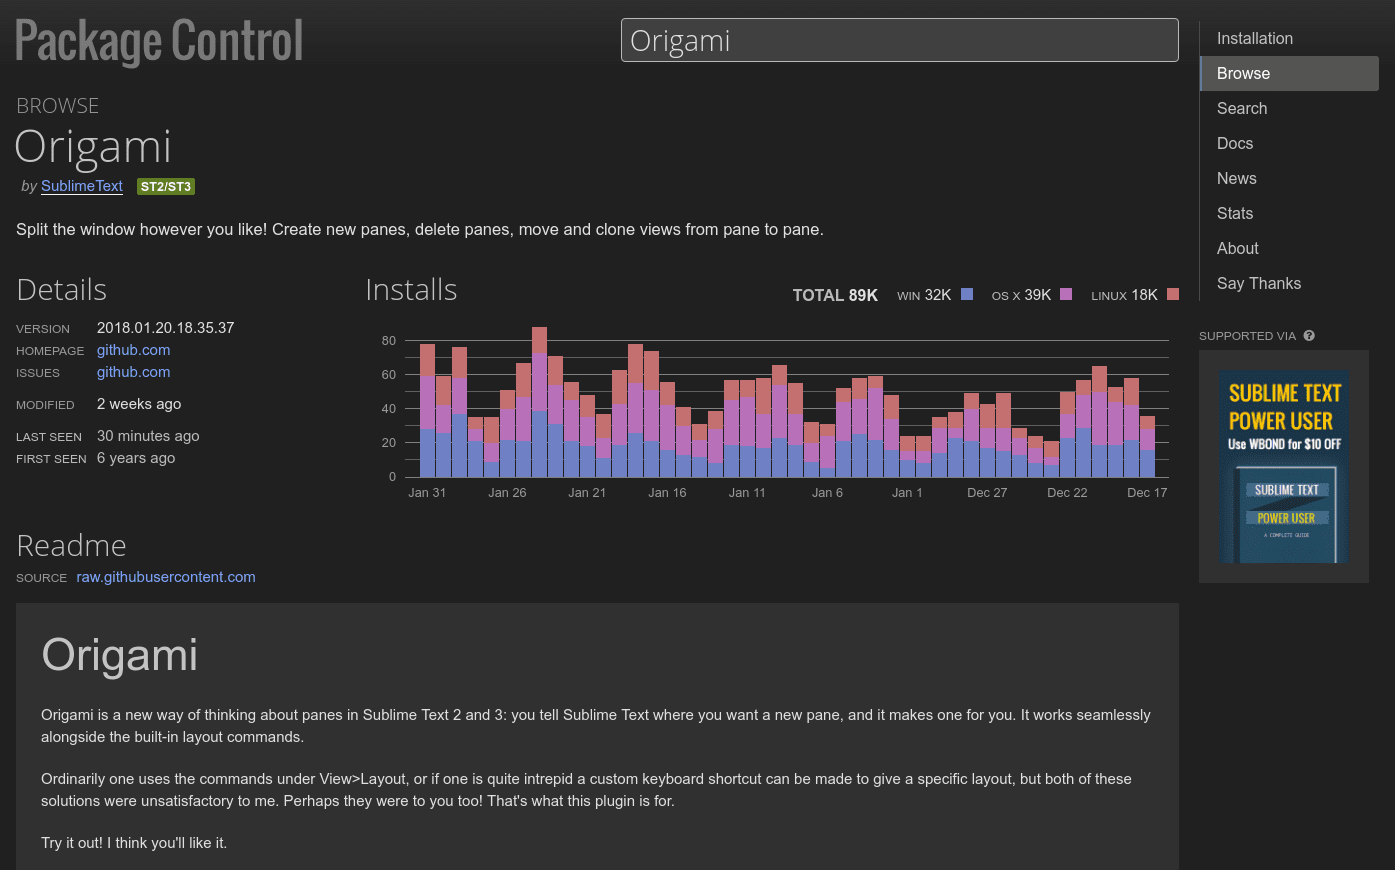 Package Control
Origami
Installation
Browse
Search
Docs
News
Stats
About
Say Thanks
BROWSE
Origami
by SublimeText ST2/ST3
Split the window however you like! Create new panes, delete panes, move and clone views from pane to pane.
Details
VERSION 2018.01.20.18.35.37
HOMEPAGE github.com
ISSUES github.com
MODIFIED 2 weeks ago
LAST SEEN 30 minutes ago
FIRST SEEN 6 years ago
Installs
TOTAL 89K WIN 32K OS X 39K LINUX 18K
80
60
40
20
0
Jan 31 Jan 26 Jan 21 Jan 16 Jan 11 Jan 6 Jan 1 Dec 27 Dec 22 Dec 17
SUPPORTED VIA ?
SUBLIME TEXT
POWER USER
Use WBOND for $10 OFF
SUBLIME TEXT
POWER USER
A COMPLETE GUIDE
Readme
SOURCE raw.githubusercontent.com
Origami
Origami is a new way of thinking about panes in Sublime Text 2 and 3: you tell Sublime Text where you want a new pane, and it makes one for you. It works seamlessly
alongside the built-in layout commands.
Ordinarily one uses the commands under View>Layout, or if one is quite intrepid a custom keyboard shortcut can be made to give a specific layout, but both of these
solutions were unsatisfactory to me. Perhaps they were to you too! That's what this plugin is for.
Try it out! I think you'll like it.